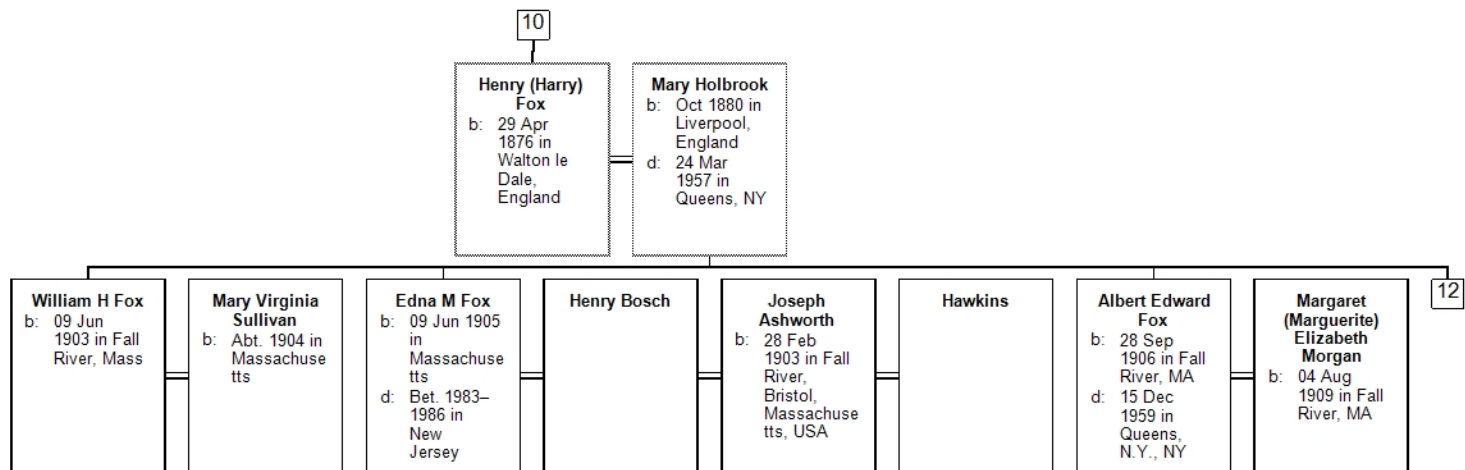 10
Henry (Harry)
Fox
b: 29 Apr
1876 in
Walton le
Dale,
England
Mary Holbrook
b: Oct 1880 in
Liverpool,
England
d: 24 Mar
1957 in
Queens, NY
William H Fox
b: 09 Jun
1903 in Fall
River, Mass
Mary Virginia
Sullivan
b: Abt. 1904 in
Massachuse
tts
Edna M Fox
b: 09 Jun 1905
in
Massachuse
tts
d: Bet. 1983–
1986 in
New
Jersey
Henry Bosch
Joseph
Ashworth
b: 28 Feb
1903 in Fall
River,
Bristol,
Massachuse
tts, USA
Hawkins
Albert Edward
Fox
b: 28 Sep
1906 in Fall
River, MA
d: 15 Dec
1959 in
Queens,
N.Y., NY
Margaret
(Marguerite)
Elizabeth
Morgan
b: 04 Aug
1909 in Fall
River, MA
12